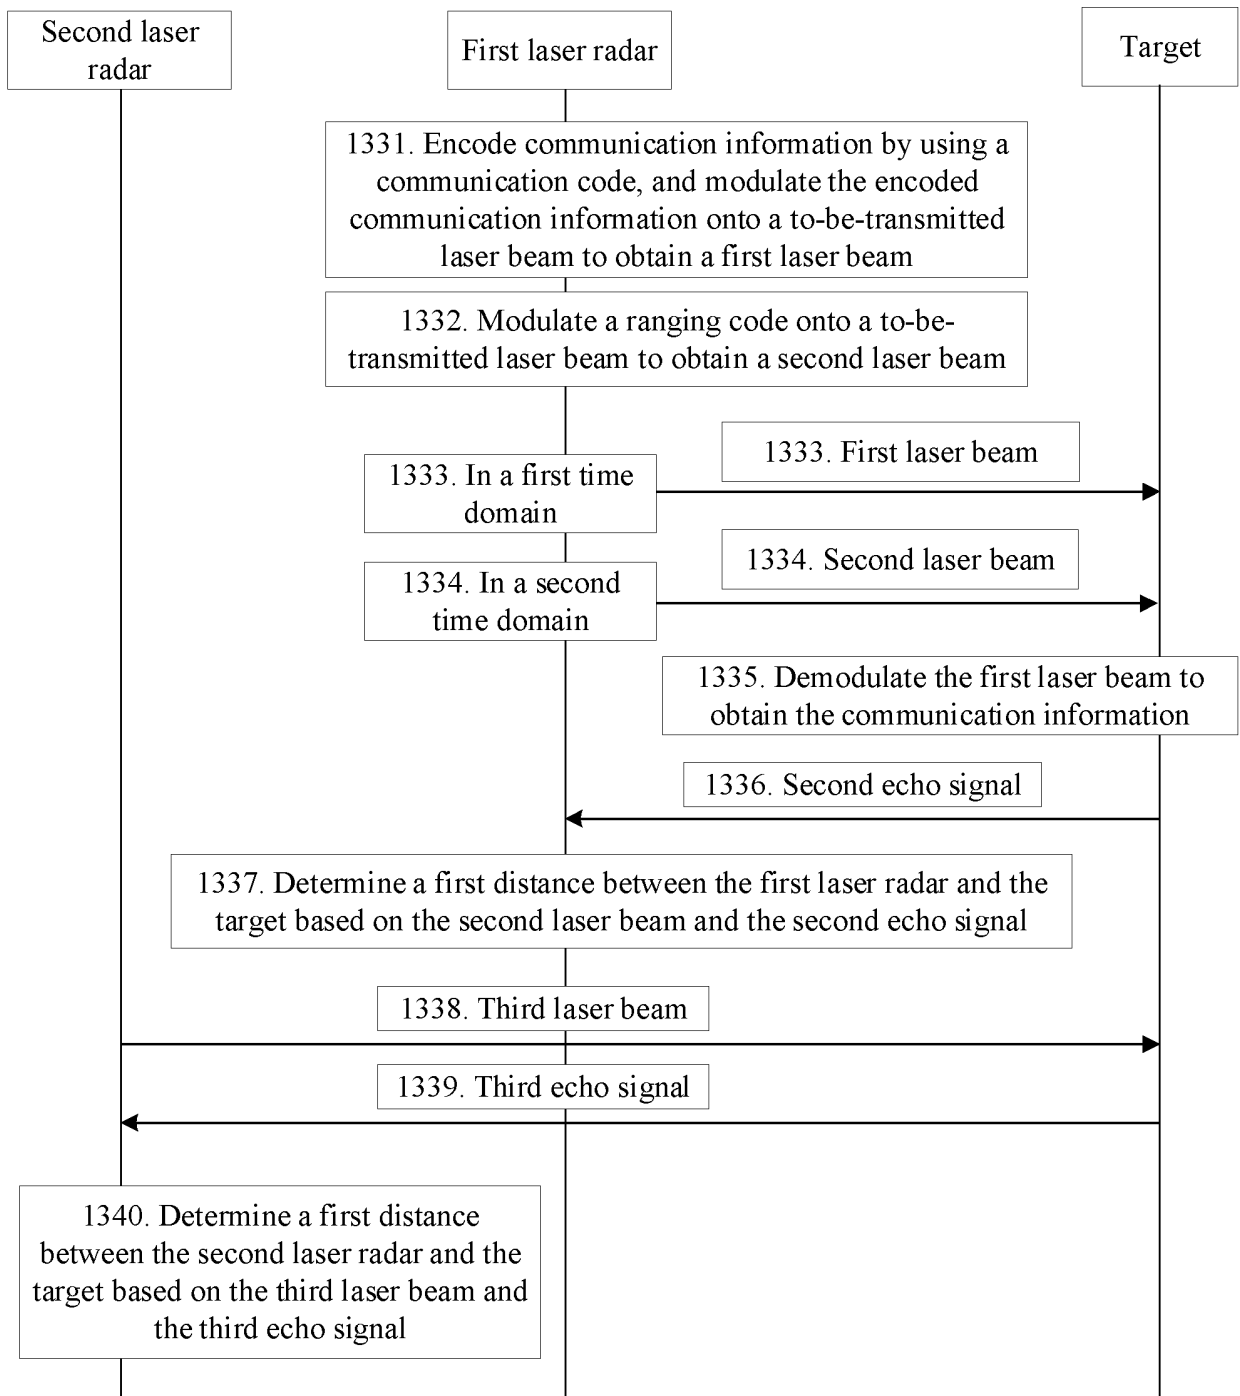 Second laser
radar
First laser radar
Target
1331. Encode communication information by using a
communication code, and modulate the encoded
communication information onto a to-be-transmitted
laser beam to obtain a first laser beam
1332. Modulate a ranging code onto a to-be-
transmitted laser beam to obtain a second laser beam
1333. First laser beam
1333. In a first time
domain
1334. Second laser beam
1334. In a second
time domain
1335. Demodulate the first laser beam to
obtain the communication information
1336. Second echo signal
1337. Determine a first distance between the first laser radar and the
target based on the second laser beam and the second echo signal
1338. Third laser beam
1339. Third echo signal
1340. Determine a first distance
between the second laser radar and the
target based on the third laser beam and
the third echo signal